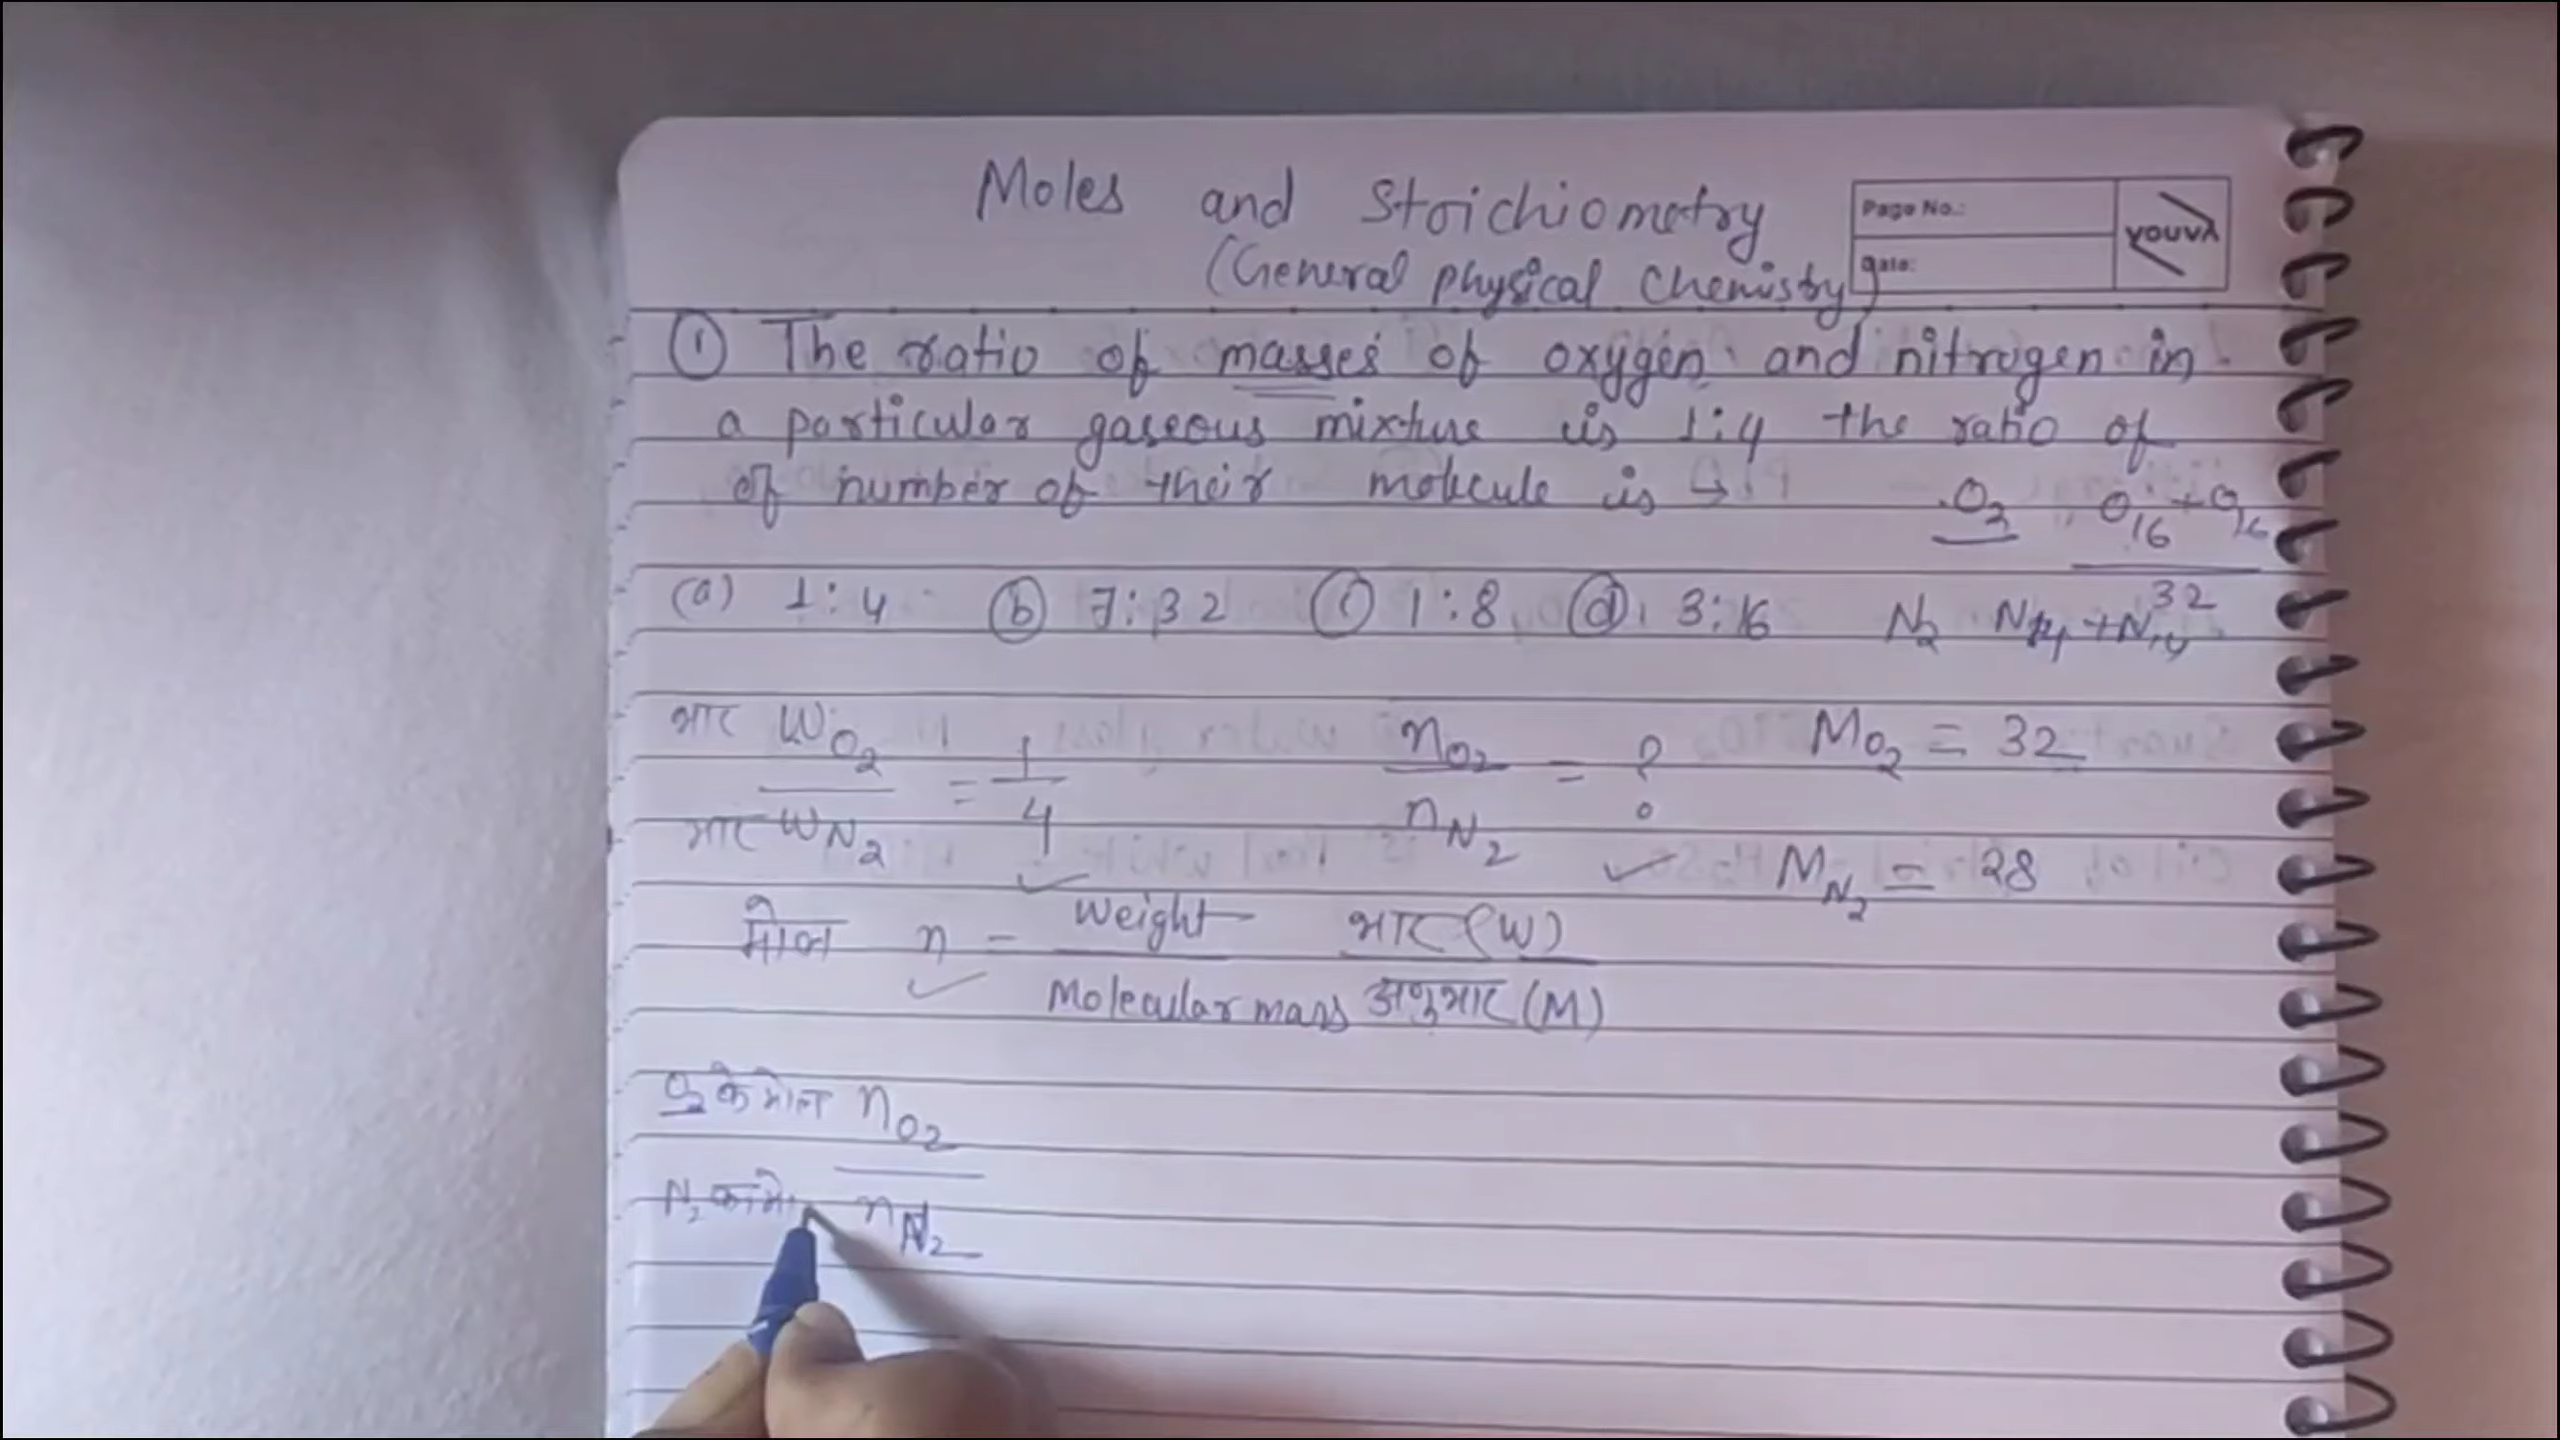 Moles and Stoichiometry
(General physical Chemistry)
Page No.:
Date:
youva
① The ratio of masses of oxygen and nitrogen in
a particular gaseous mixture is 1:4 the ratio of
of number of their molecule is →
O2 O16 + O16
32
(a) 1:4 (b) 7:32 (c) 1:8 (d) 3:16
N2 N14 + N14
भार WO2 / भार WN2 = 1/4
nO2 / nN2 = ?
MO2 = 32
MN2 = 28
मोल n = Weight / Molecular mass भार (W) / अणुभार (M)
O2 के मोल nO2
N2 का मो nN2